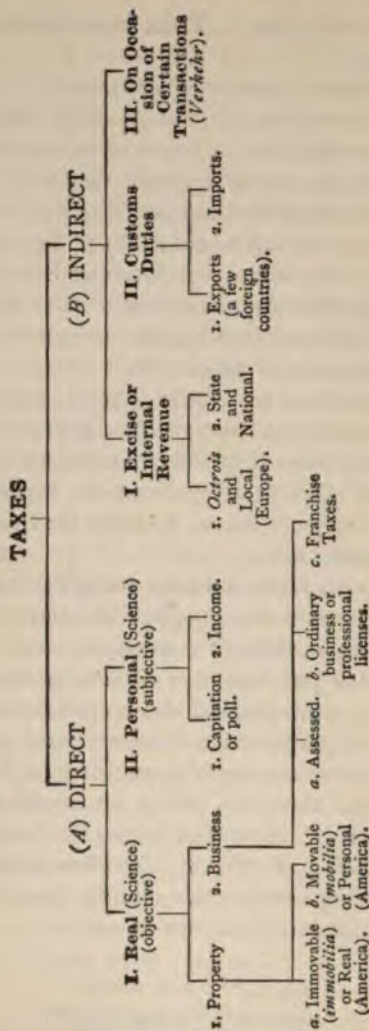 TAXES
(A) DIRECT
I. Real (Science)
(objective)
1. Property
a. Immovable
(immobilia)
or Real
(America).
b. Movable
(mobilia)
or Personal
(America).
2. Business
a. Assessed.
b. Ordinary
business or
professional
licenses.
c. Franchise
Taxes.
II. Personal (Science)
(subjective)
1. Capitation
or poll.
2. Income.
(B) INDIRECT
I. Excise or
Internal
Revenue
1. Octrois
and
Local
(Europe).
2. State
and
National.
II. Customs
Duties
1. Exports
(a few
foreign
countries).
2. Imports.
III. On Occa-
sion of
Certain
Transactions
(Verkehr).